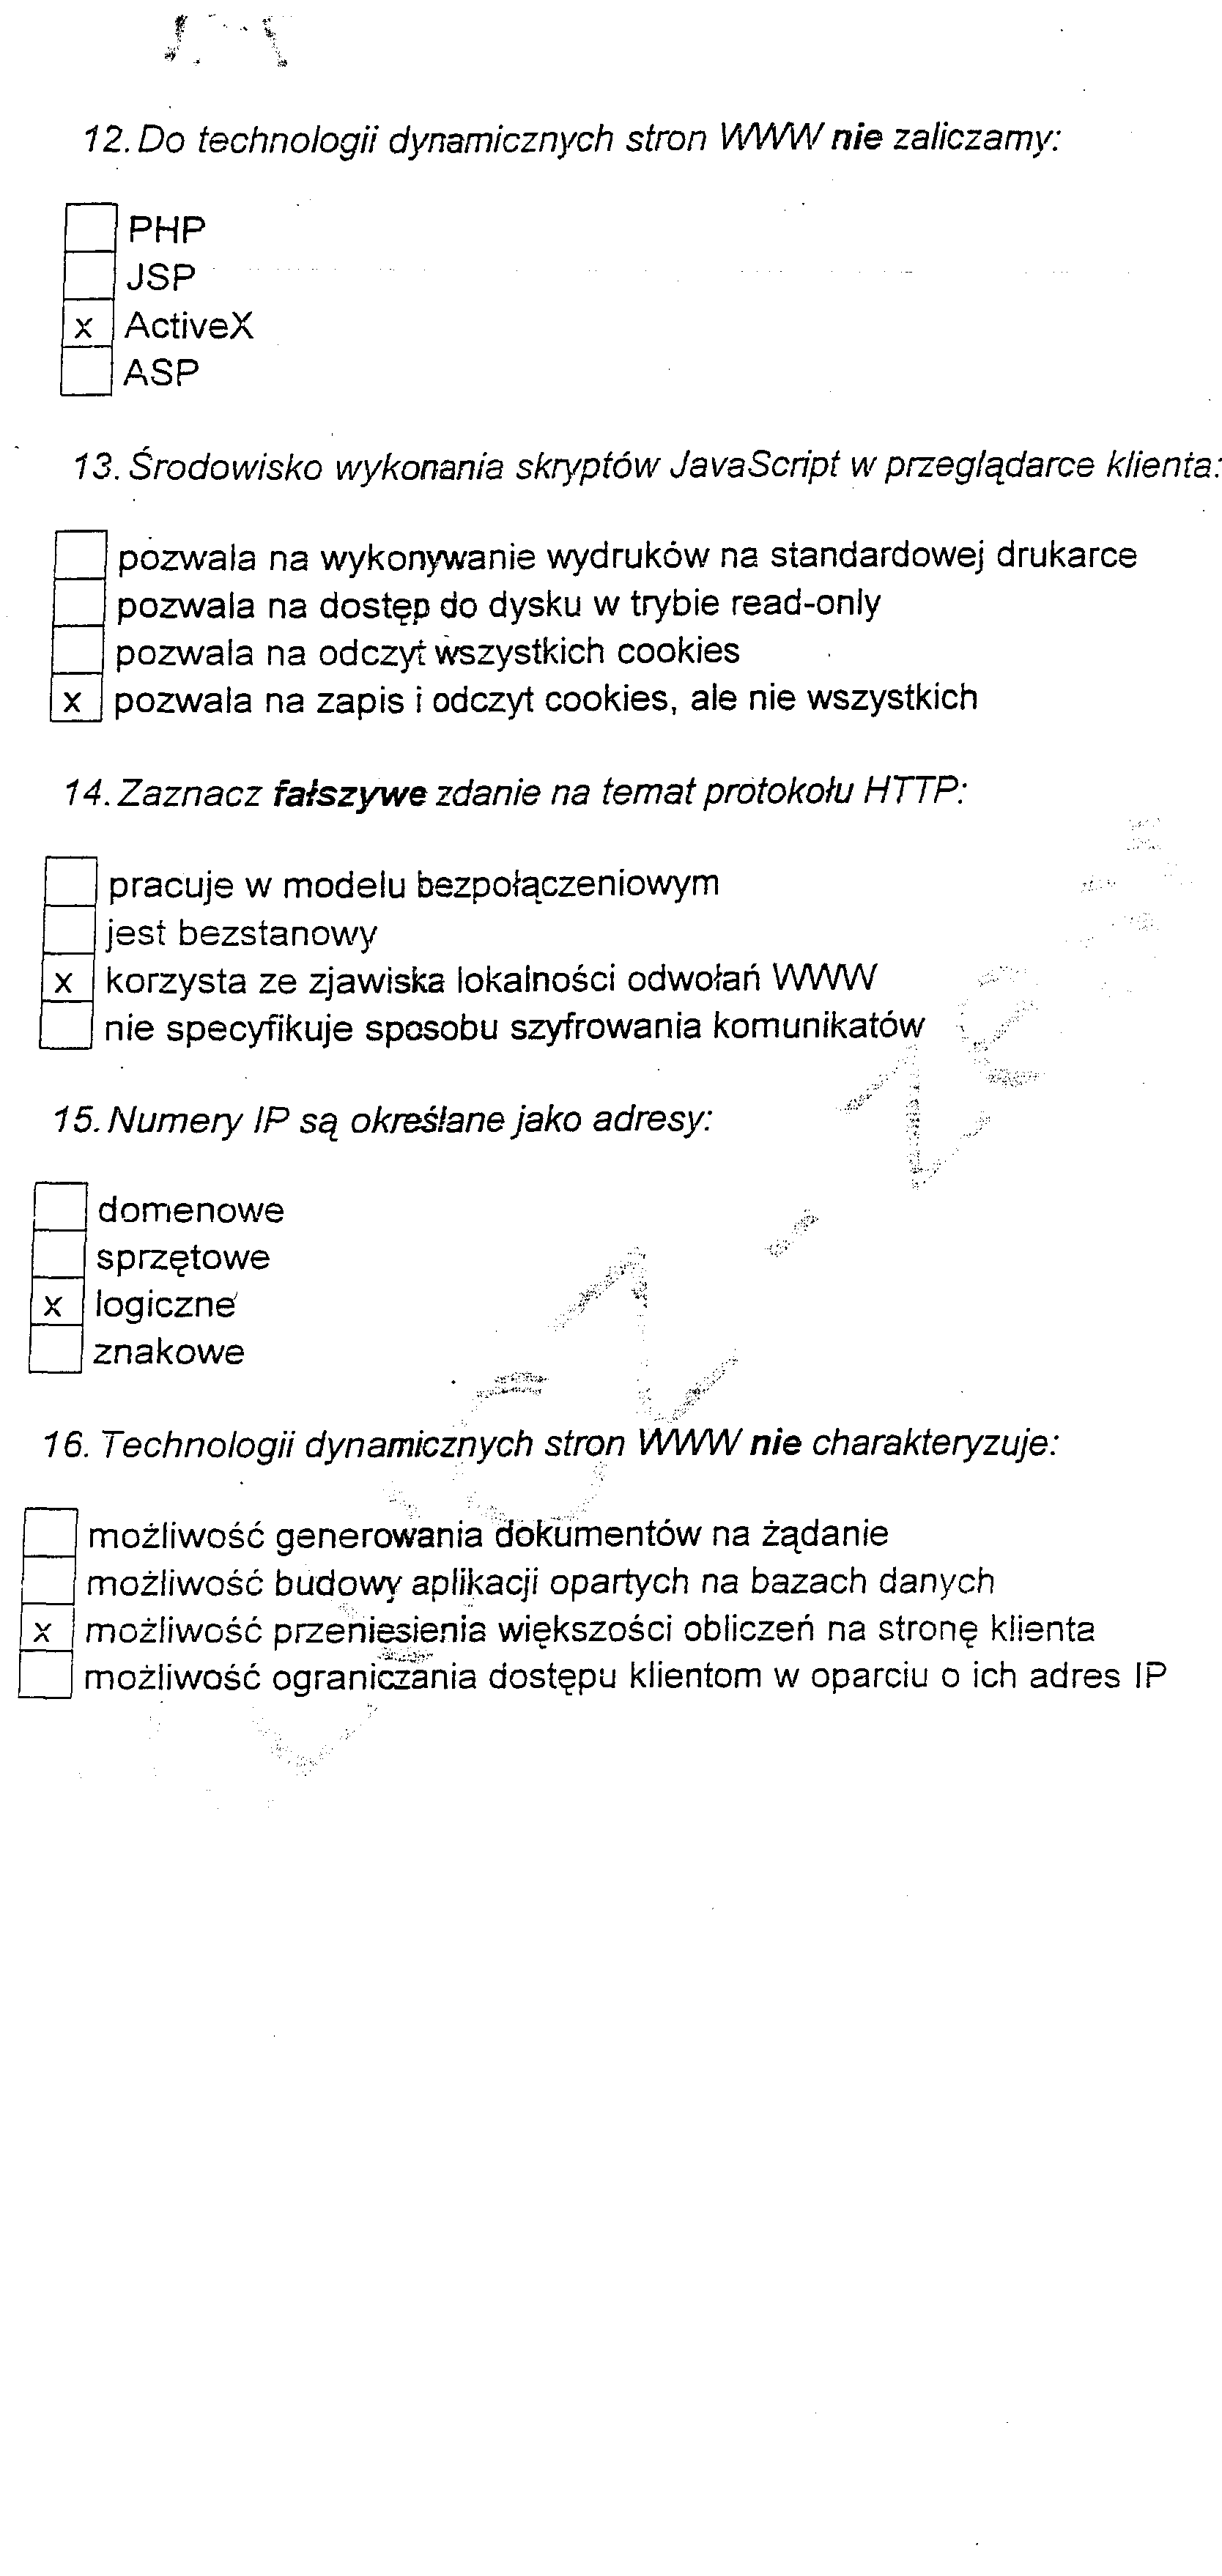 12. Do technologii dynamicznych stron WWW nie zaliczamy:
PHP
JSP
x ActiveX
ASP
13. Środowisko wykonania skryptów JavaScript w przeglądarce klienta:
pozwala na wykonywanie wydruków na standardowej drukarce
pozwala na dostęp do dysku w trybie read-only
pozwala na odczyt wszystkich cookies
x pozwala na zapis i odczyt cookies, ale nie wszystkich
14. Zaznacz fałszywe zdanie na temat protokołu HTTP:
pracuje w modelu bezpołączeniowym
jest bezstanowy
x korzysta ze zjawiska lokalności odwołań WWW
nie specyfikuje sposobu szyfrowania komunikatów
15. Numery IP są określane jako adresy:
domenowe
sprzętowe
x logiczne
znakowe
16. Technologii dynamicznych stron WWW nie charakteryzuje:
możliwość generowania dokumentów na żądanie
możliwość budowy aplikacji opartych na bazach danych
x możliwość przeniesienia większości obliczeń na stronę klienta
możliwość ograniczania dostępu klientom w oparciu o ich adres IP